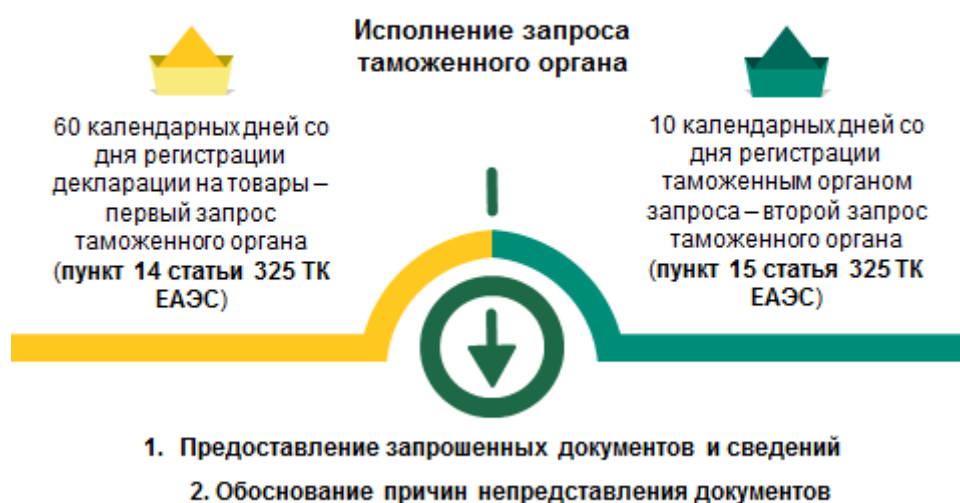 Исполнение запроса
таможенного органа
60 календарных дней со
дня регистрации
декларации на товары –
первый запрос
таможенного органа
(пункт 14 статьи 325 ТК
ЕАЭС)
10 календарных дней со
дня регистрации
таможенным органом
запроса – второй запрос
таможенного органа
(пункт 15 статья 325 ТК
ЕАЭС)
1. Предоставление запрошенных документов и сведений
2. Обоснование причин непредставления документов